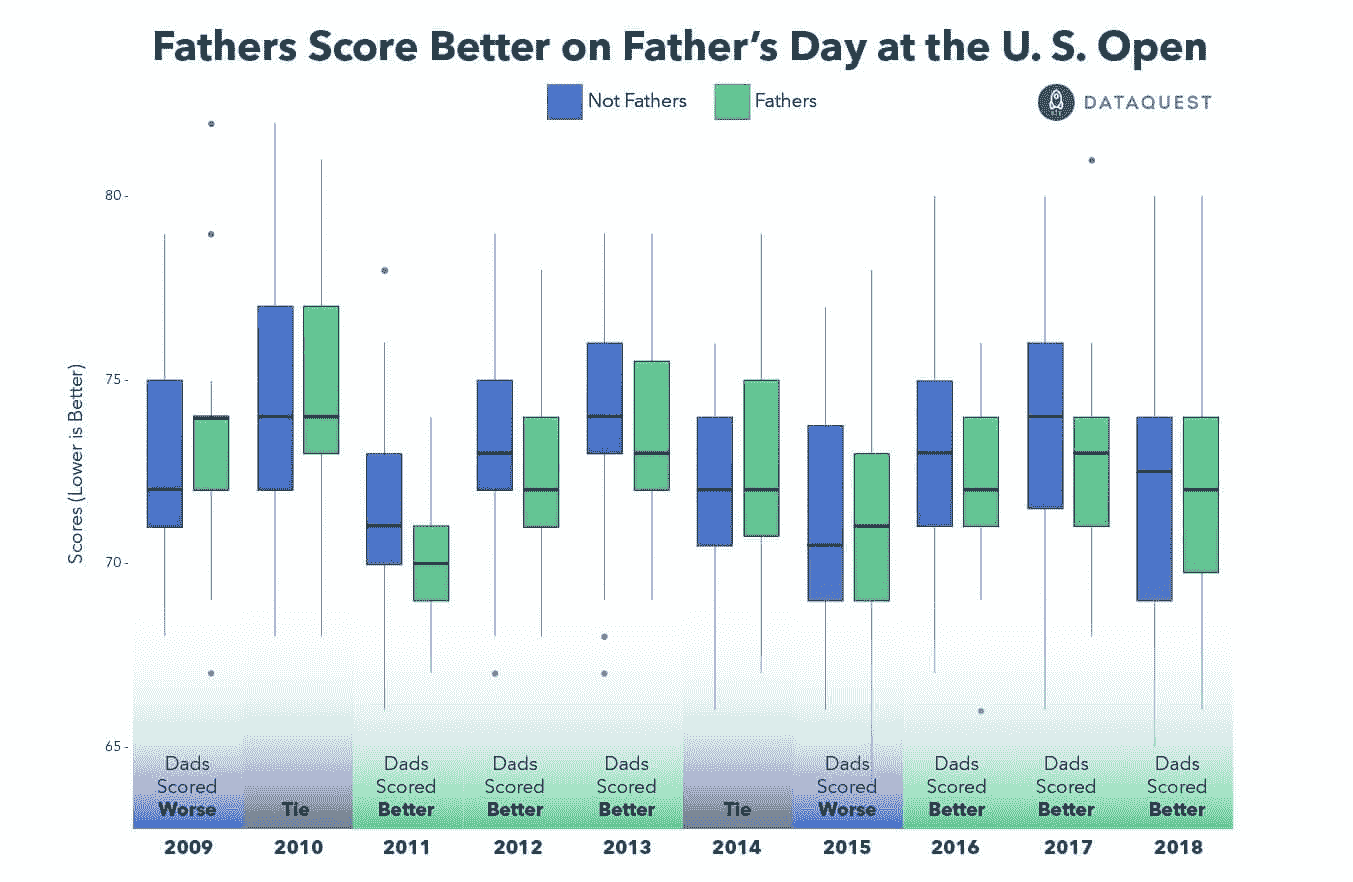 Fathers Score Better on Father's Day at the U. S. Open
Not Fathers
Fathers
DATAQUEST
Scores (Lower is Better)
80
75
70
65
Dads
Scored
Worse
Tie
Dads
Scored
Better
Dads
Scored
Better
Dads
Scored
Better
Tie
Dads
Scored
Worse
Dads
Scored
Better
Dads
Scored
Better
Dads
Scored
Better
2009
2010
2011
2012
2013
2014
2015
2016
2017
2018